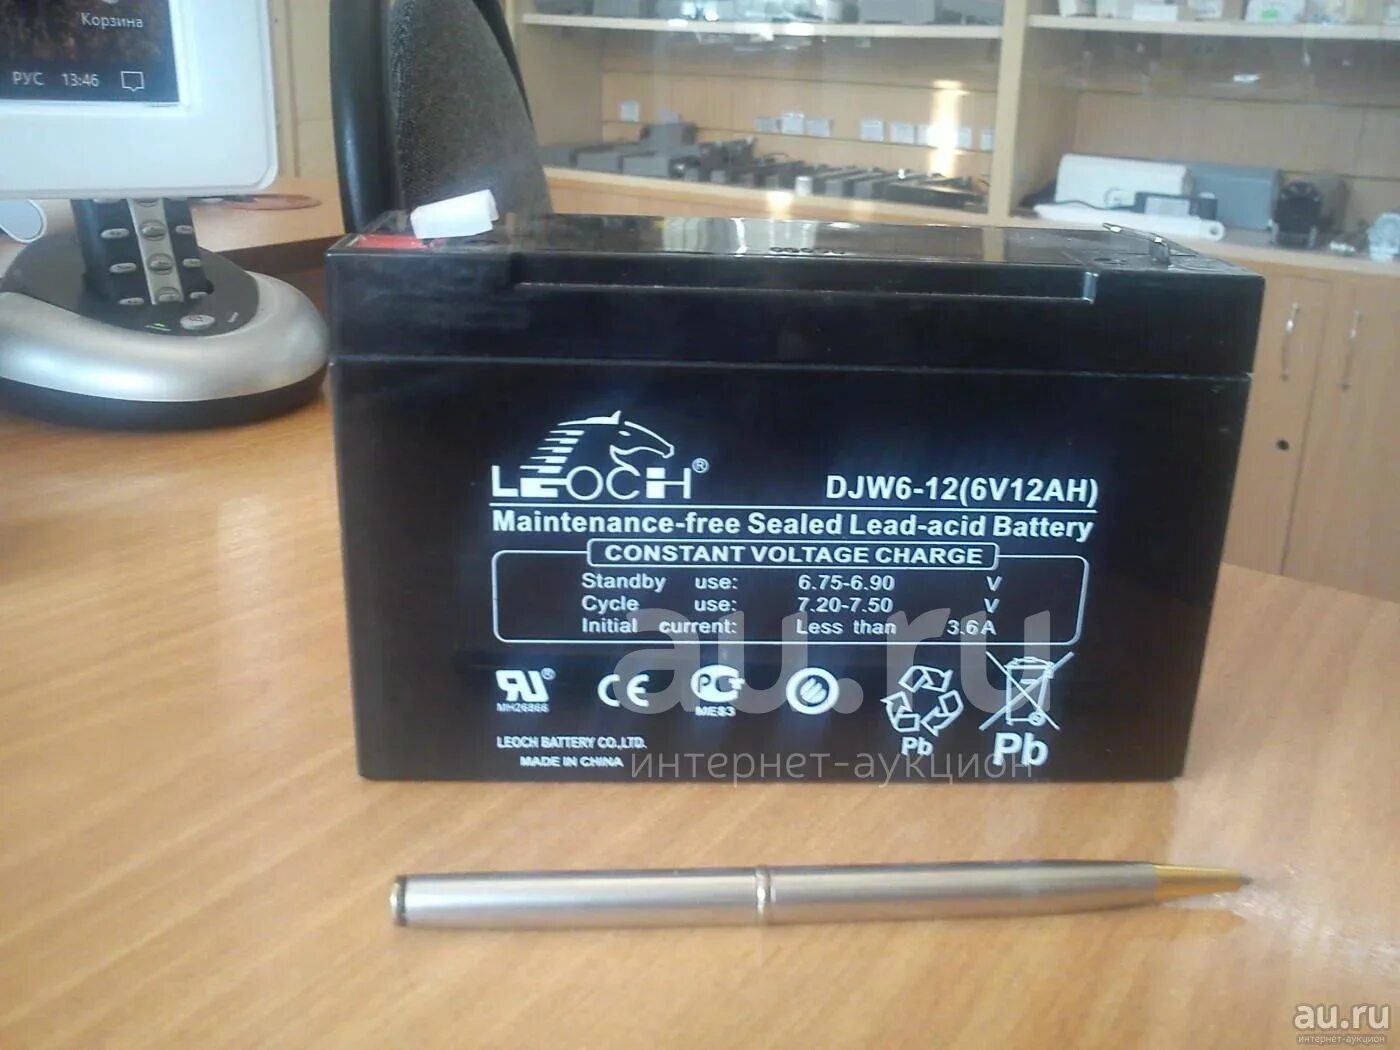 Корзина
РУС 13:46
LEOCH®
DJW6-12(6V12AH)
Maintenance-free Sealed Lead-acid Battery
CONSTANT VOLTAGE CHARGE
Standby use: 6.75-6.90 V
Cycle use: 7.20-7.50 V
Initial current: Less than 3.6A
®
MH26866
CE
РСТ
ME83
Pb
Pb
LEOCH BATTERY CO.,LTD.
MADE IN CHINA
au.ru
интернет-аукцион
au.ru
интернет-аукцион